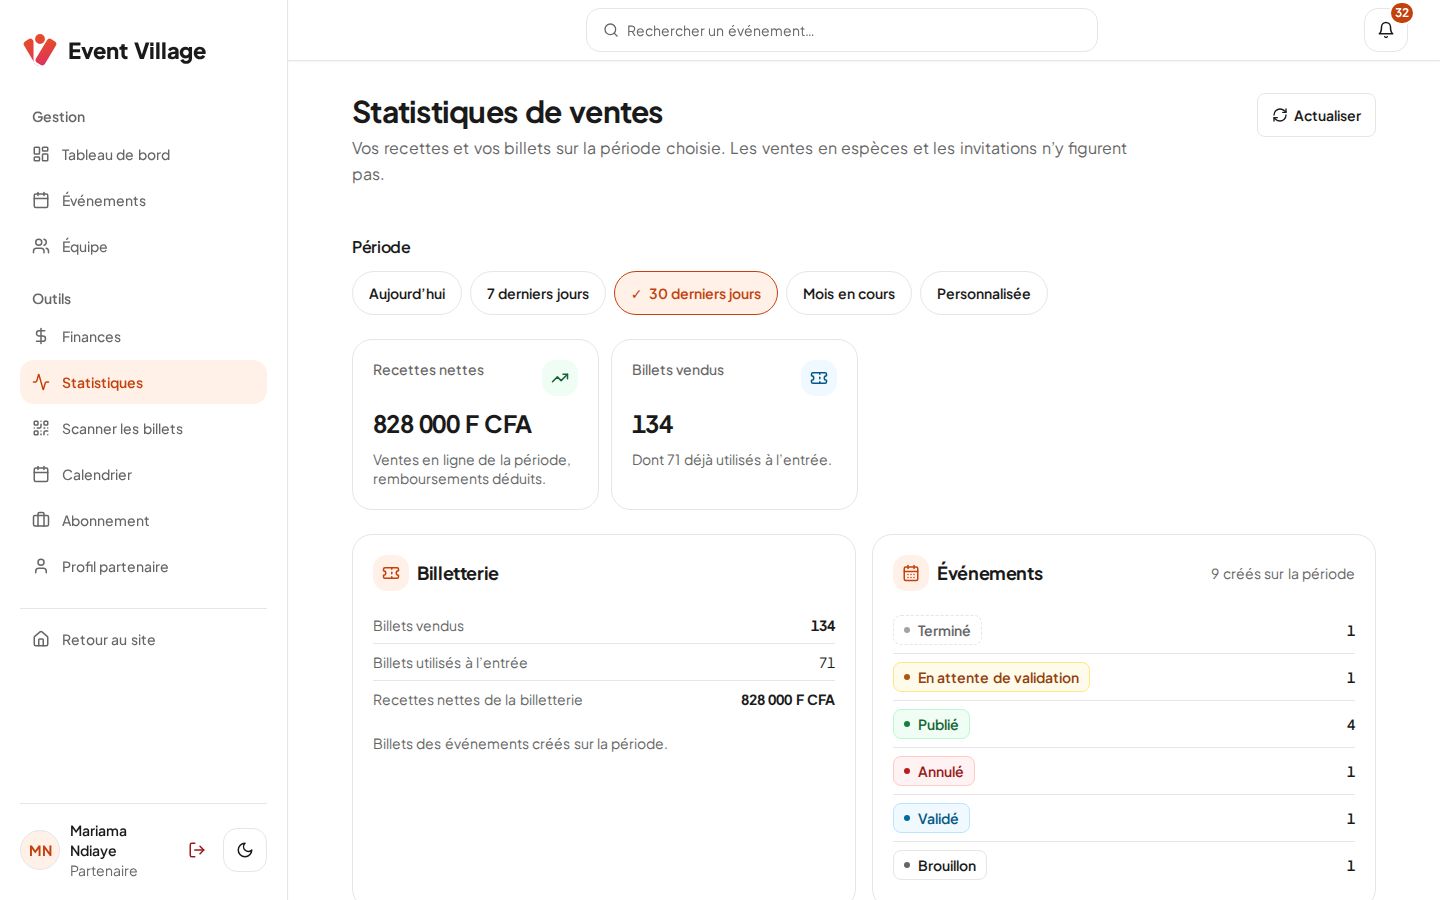 Event Village
Gestion
Tableau de bord
Événements
Équipe
Outils
Finances
Statistiques
Scanner les billets
Calendrier
Abonnement
Profil partenaire
Retour au site
MN
Mariama
Ndiaye
Partenaire
Rechercher un événement…
32
Statistiques de ventes
Actualiser
Vos recettes et vos billets sur la période choisie. Les ventes en espèces et les invitations n’y figurent
pas.
Période
Aujourd’hui
7 derniers jours
✓ 30 derniers jours
Mois en cours
Personnalisée
Recettes nettes
828 000 F CFA
Ventes en ligne de la période,
remboursements déduits.
Billets vendus
134
Dont 71 déjà utilisés à l’entrée.
Billetterie
Billets vendus 134
Billets utilisés à l’entrée 71
Recettes nettes de la billetterie 828 000 F CFA
Billets des événements créés sur la période.
Événements 9 créés sur la période
Terminé 1
En attente de validation 1
Publié 4
Annulé 1
Validé 1
Brouillon 1